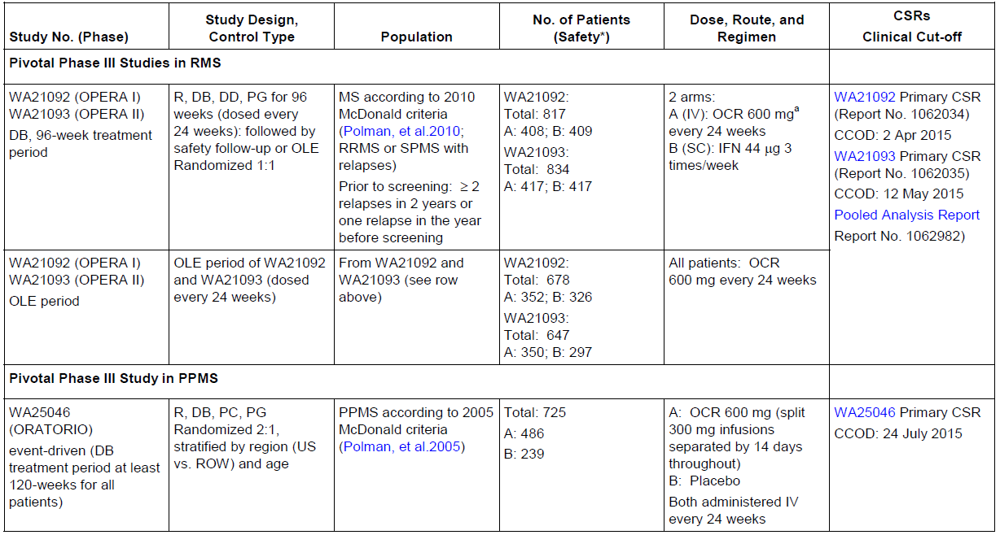 Study No. (Phase)
Study Design,
Control Type
Population
No. of Patients
(Safety*)
Dose, Route, and
Regimen
CSRs
Clinical Cut-off
Pivotal Phase III Studies in RMS
WA21092 (OPERA I)
WA21093 (OPERA II)
DB, 96-week treatment
period
R, DB, DD, PG for 96
weeks (dosed every
24 weeks): followed by
safety follow-up or OLE
Randomized 1:1
MS according to 2010
McDonald criteria
(Polman, et al.2010;
RRMS or SPMS with
relapses)
Prior to screening: ≥ 2
relapses in 2 years or
one relapse in the year
before screening
WA21092:
Total: 817
A: 408; B: 409
WA21093:
Total: 834
A: 417; B: 417
2 arms:
A (IV): OCR 600 mgᵃ
every 24 weeks
B (SC): IFN 44 μg 3
times/week
WA21092 Primary CSR
(Report No. 1062034)
CCOD: 2 Apr 2015
WA21093 Primary CSR
(Report No. 1062035)
CCOD: 12 May 2015
Pooled Analysis Report
Report No. 1062982)
WA21092 (OPERA I)
WA21093 (OPERA II)
OLE period
OLE period of WA21092
and WA21093 (dosed
every 24 weeks)
From WA21092 and
WA21093 (see row
above)
WA21092:
Total: 678
A: 352; B: 326
WA21093:
Total: 647
A: 350; B: 297
All patients: OCR
600 mg every 24 weeks
Pivotal Phase III Study in PPMS
WA25046
(ORATORIO)
event-driven (DB
treatment period at least
120-weeks for all
patients)
R, DB, PC, PG
Randomized 2:1,
stratified by region (US
vs. ROW) and age
PPMS according to 2005
McDonald criteria
(Polman, et al.2005)
Total: 725
A: 486
B: 239
A: OCR 600 mg (split
300 mg infusions
separated by 14 days
throughout)
B: Placebo
Both administered IV
every 24 weeks
WA25046 Primary CSR
CCOD: 24 July 2015